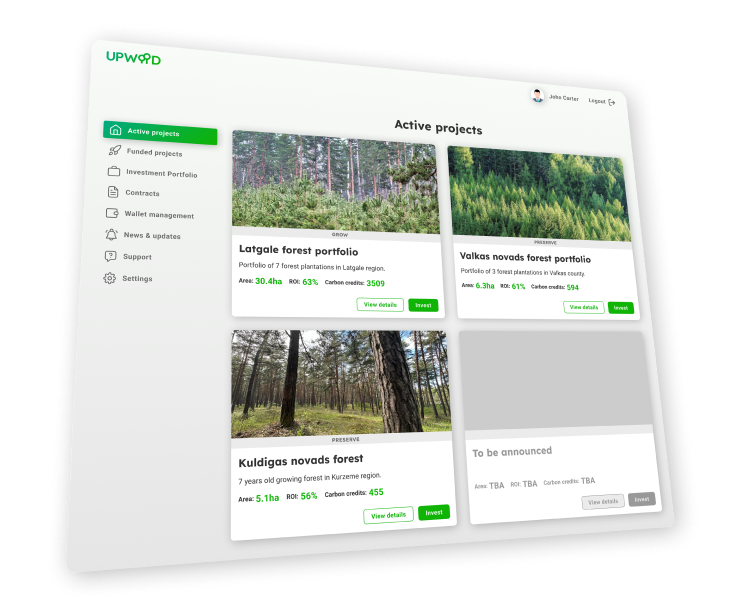 UPWOOD
John Carter
Logout
Active projects
Active projects
Funded projects
Investment Portfolio
Contracts
Wallet management
News & updates
Support
Settings
GROW
Latgale forest portfolio
Portfolio of 7 forest plantations in Latgale region.
Area: 30.4ha ROI: 63% Carbon credits: 3509
View details
Invest
PRESERVE
Valkas novads forest portfolio
Portfolio of 3 forest plantations in Valkas county.
Area: 6.3ha ROI: 61% Carbon credits: 594
View details
Invest
PRESERVE
Kuldigas novads forest
7 years old growing forest in Kurzeme region.
Area: 5.1ha ROI: 56% Carbon credits: 455
View details
Invest
To be announced
Area: TBA ROI: TBA Carbon credits: TBA
View details
Invest